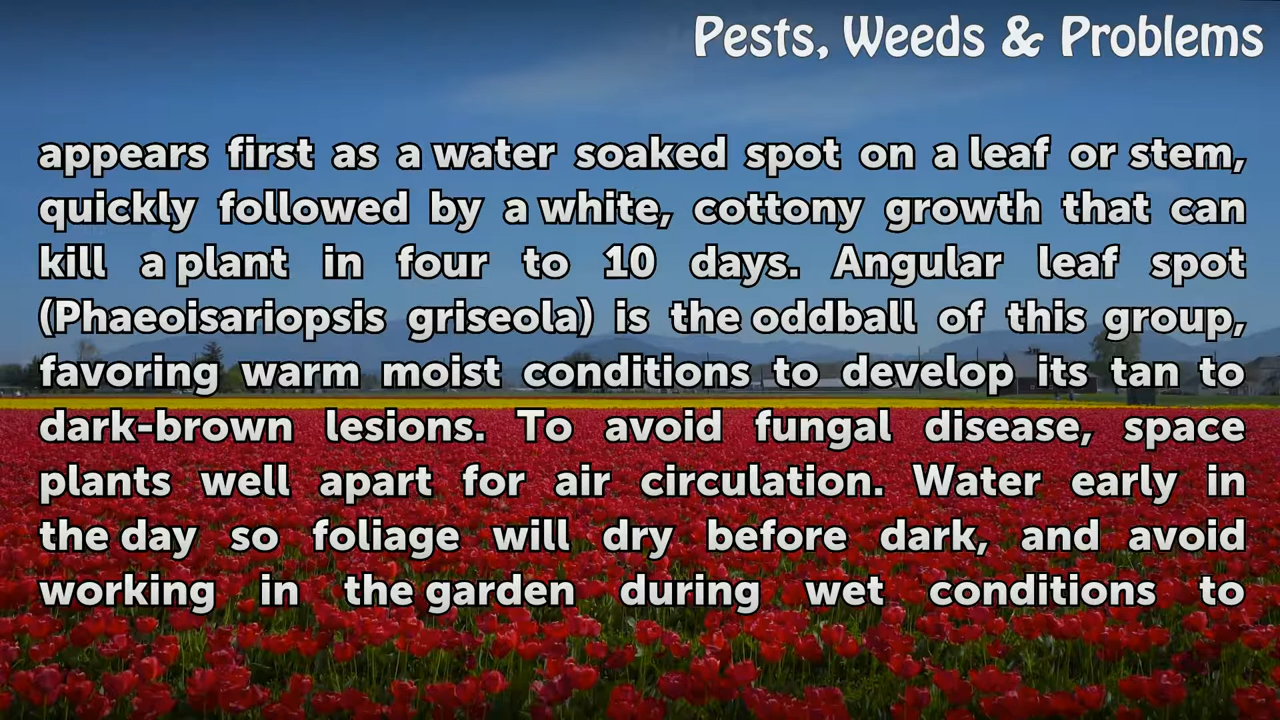 Pests, Weeds & Problems
appears first as a water soaked spot on a leaf or stem,
quickly followed by a white, cottony growth that can
kill a plant in four to 10 days. Angular leaf spot
(Phaeoisariopsis griseola) is the oddball of this group,
favoring warm moist conditions to develop its tan to
dark-brown lesions. To avoid fungal disease, space
plants well apart for air circulation. Water early in
the day so foliage will dry before dark, and avoid
working in the garden during wet conditions to